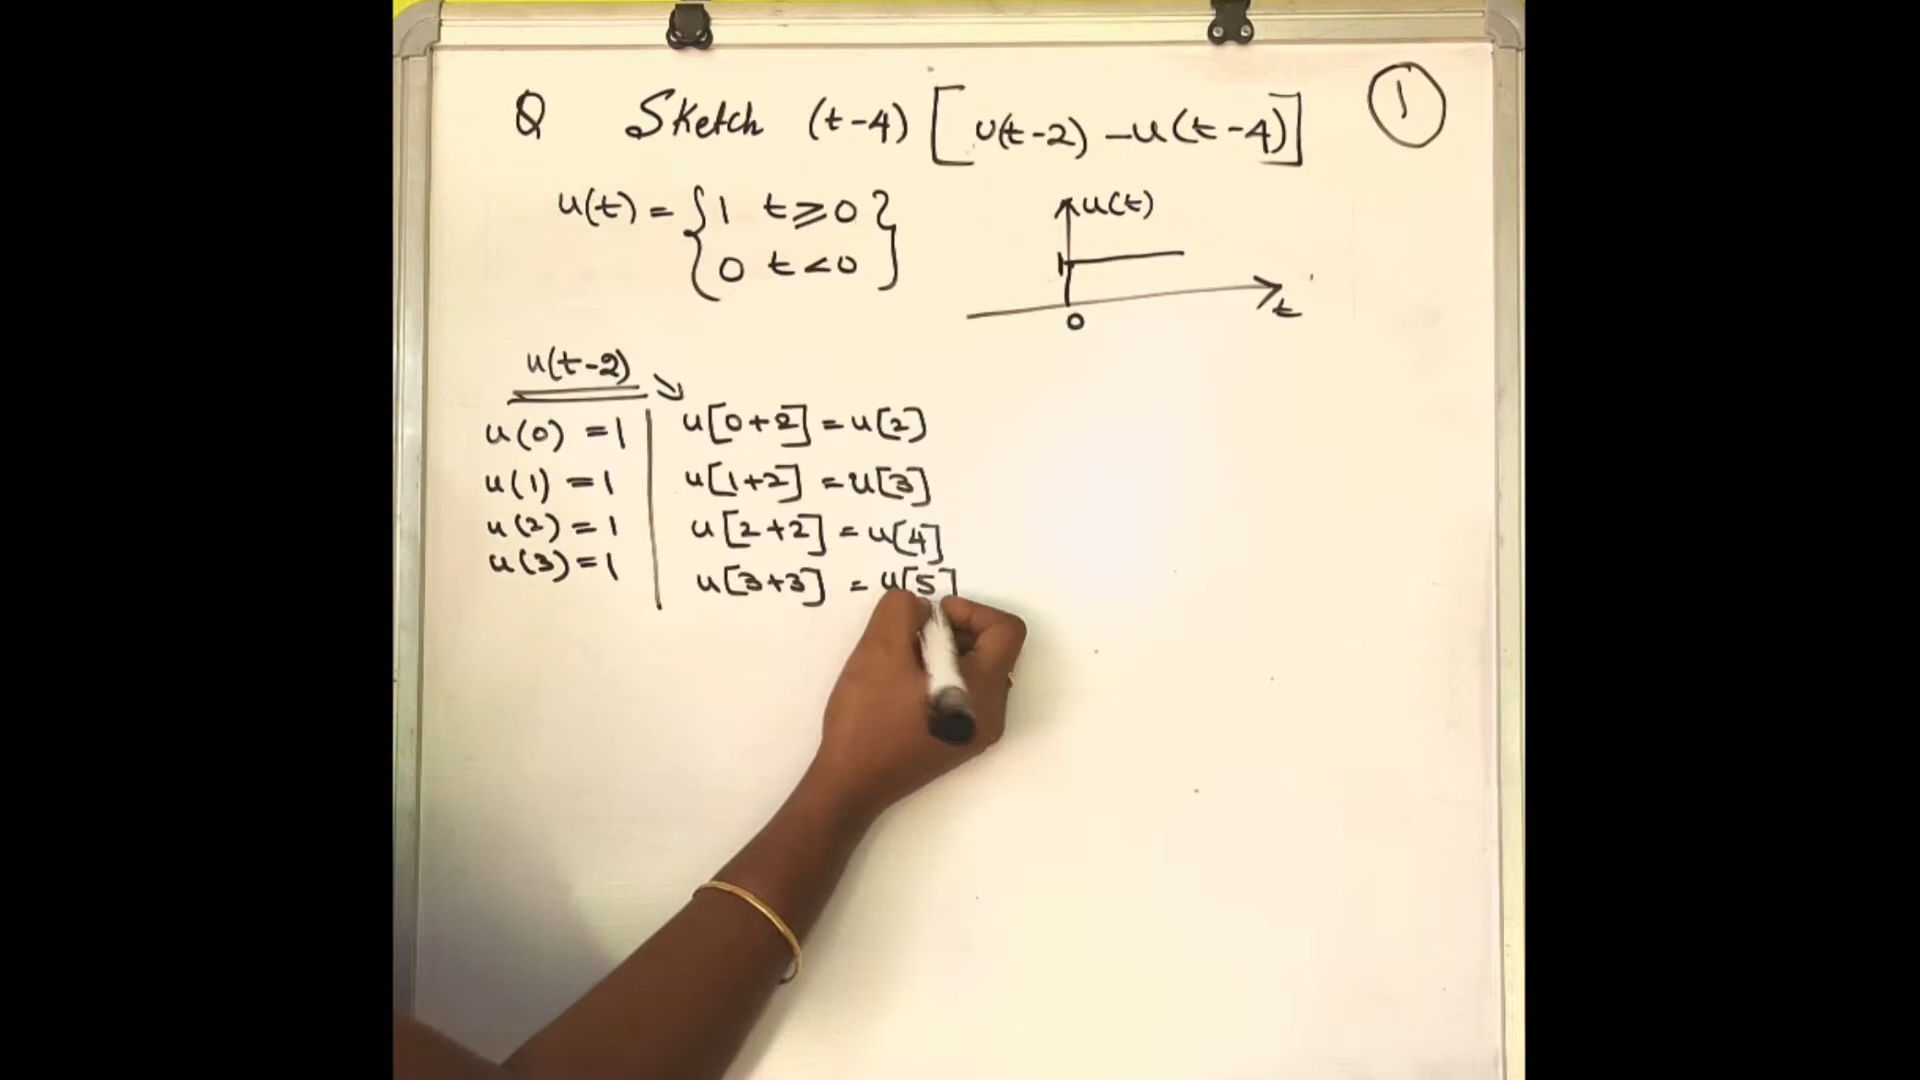 Q Sketch (t-4) [u(t-2) -u(t-4)] 1
u(t) = {1 t≥0
0 t<0}
u(t)
1
0
t
u(t-2) ↘
u(0) =1 u[0+2] = u[2]
u(1) =1 u[1+2] =u[3]
u(2) =1 u[2+2] = u[4]
u(3)=1 u[3+3] = u[5]